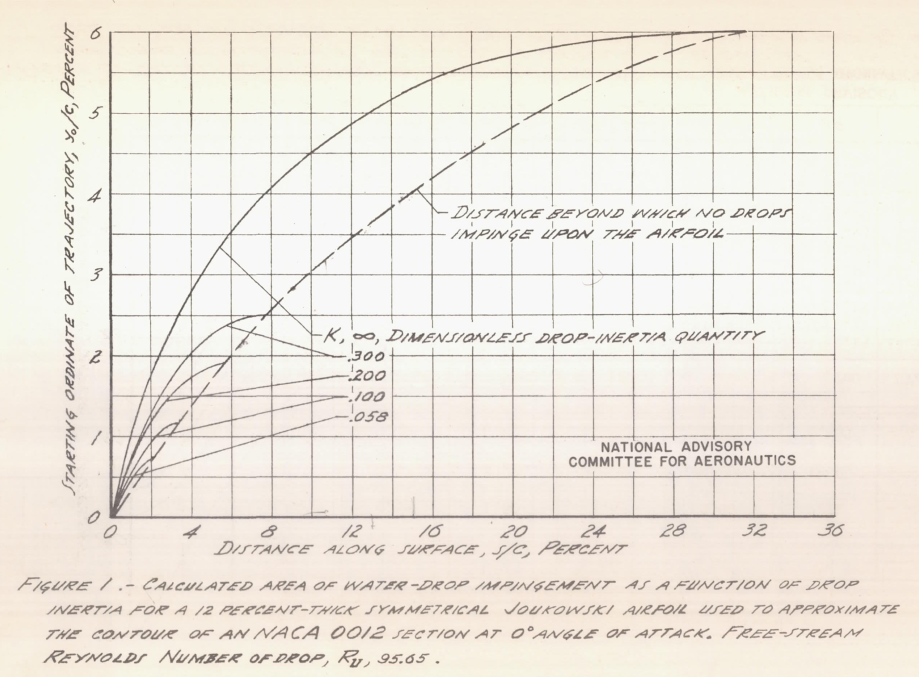 STARTING ORDINATE OF TRAJECTORY, yo/c, PERCENT
6
5
4
3
2
1
0
DISTANCE BEYOND WHICH NO DROPS
IMPINGE UPON THE AIRFOIL
K, ∞, DIMENSIONLESS DROP-INERTIA QUANTITY
.300
.200
.100
.058
NATIONAL ADVISORY
COMMITTEE FOR AERONAUTICS
0 4 8 12 16 20 24 28 32 36
DISTANCE ALONG SURFACE, s/c, PERCENT
FIGURE 1.- CALCULATED AREA OF WATER-DROP IMPINGEMENT AS A FUNCTION OF DROP
INERTIA FOR A 12 PERCENT-THICK SYMMETRICAL JOUKOWSKI AIRFOIL USED TO APPROXIMATE
THE CONTOUR OF AN NACA 0012 SECTION AT 0° ANGLE OF ATTACK. FREE-STREAM
REYNOLDS NUMBER OF DROP, RU, 95.65.